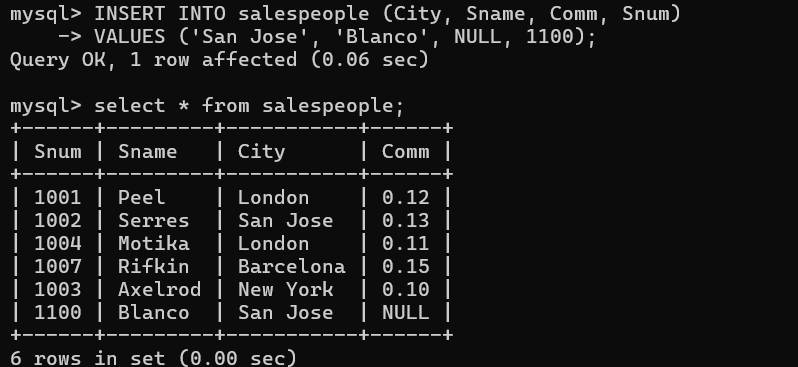 mysql> INSERT INTO salespeople (City, Sname, Comm, Snum)
    -> VALUES ('San Jose', 'Blanco', NULL, 1100);
Query OK, 1 row affected (0.06 sec)

mysql> select * from salespeople;
+------+---------+-----------+------+
| Snum | Sname   | City      | Comm |
+------+---------+-----------+------+
| 1001 | Peel    | London    | 0.12 |
| 1002 | Serres  | San Jose  | 0.13 |
| 1004 | Motika  | London    | 0.11 |
| 1007 | Rifkin  | Barcelona | 0.15 |
| 1003 | Axelrod | New York  | 0.10 |
| 1100 | Blanco  | San Jose  | NULL |
+------+---------+-----------+------+
6 rows in set (0.00 sec)